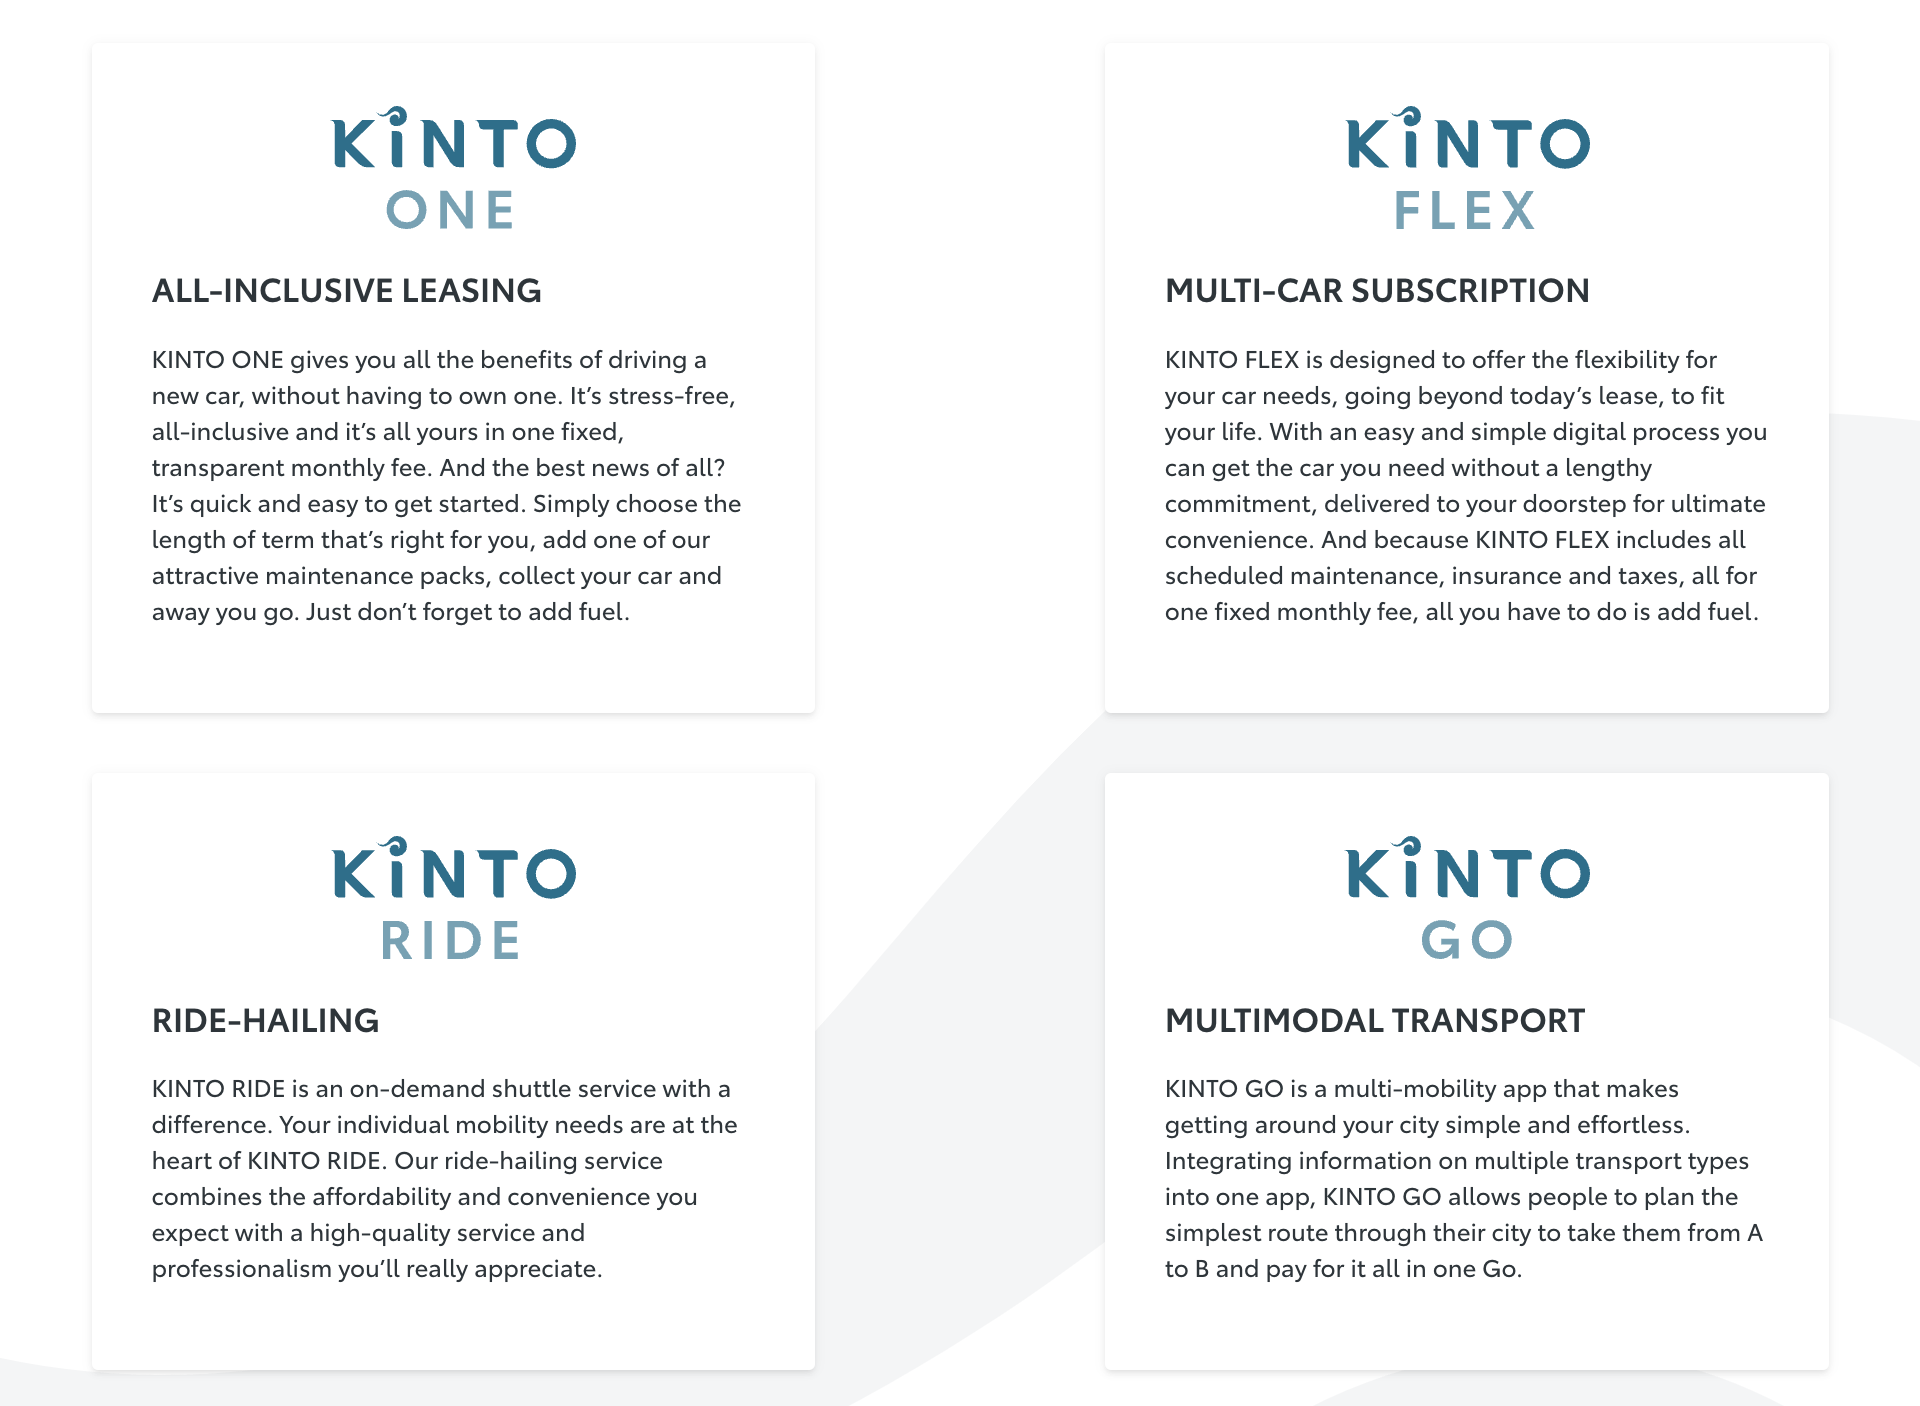 KINTO
ONE
ALL-INCLUSIVE LEASING
KINTO ONE gives you all the benefits of driving a
new car, without having to own one. It’s stress-free,
all-inclusive and it’s all yours in one fixed,
transparent monthly fee. And the best news of all?
It’s quick and easy to get started. Simply choose the
length of term that’s right for you, add one of our
attractive maintenance packs, collect your car and
away you go. Just don’t forget to add fuel.
KINTO
FLEX
MULTI-CAR SUBSCRIPTION
KINTO FLEX is designed to offer the flexibility for
your car needs, going beyond today’s lease, to fit
your life. With an easy and simple digital process you
can get the car you need without a lengthy
commitment, delivered to your doorstep for ultimate
convenience. And because KINTO FLEX includes all
scheduled maintenance, insurance and taxes, all for
one fixed monthly fee, all you have to do is add fuel.
KINTO
RIDE
RIDE-HAILING
KINTO RIDE is an on-demand shuttle service with a
difference. Your individual mobility needs are at the
heart of KINTO RIDE. Our ride-hailing service
combines the affordability and convenience you
expect with a high-quality service and
professionalism you’ll really appreciate.
KINTO
GO
MULTIMODAL TRANSPORT
KINTO GO is a multi-mobility app that makes
getting around your city simple and effortless.
Integrating information on multiple transport types
into one app, KINTO GO allows people to plan the
simplest route through their city to take them from A
to B and pay for it all in one Go.